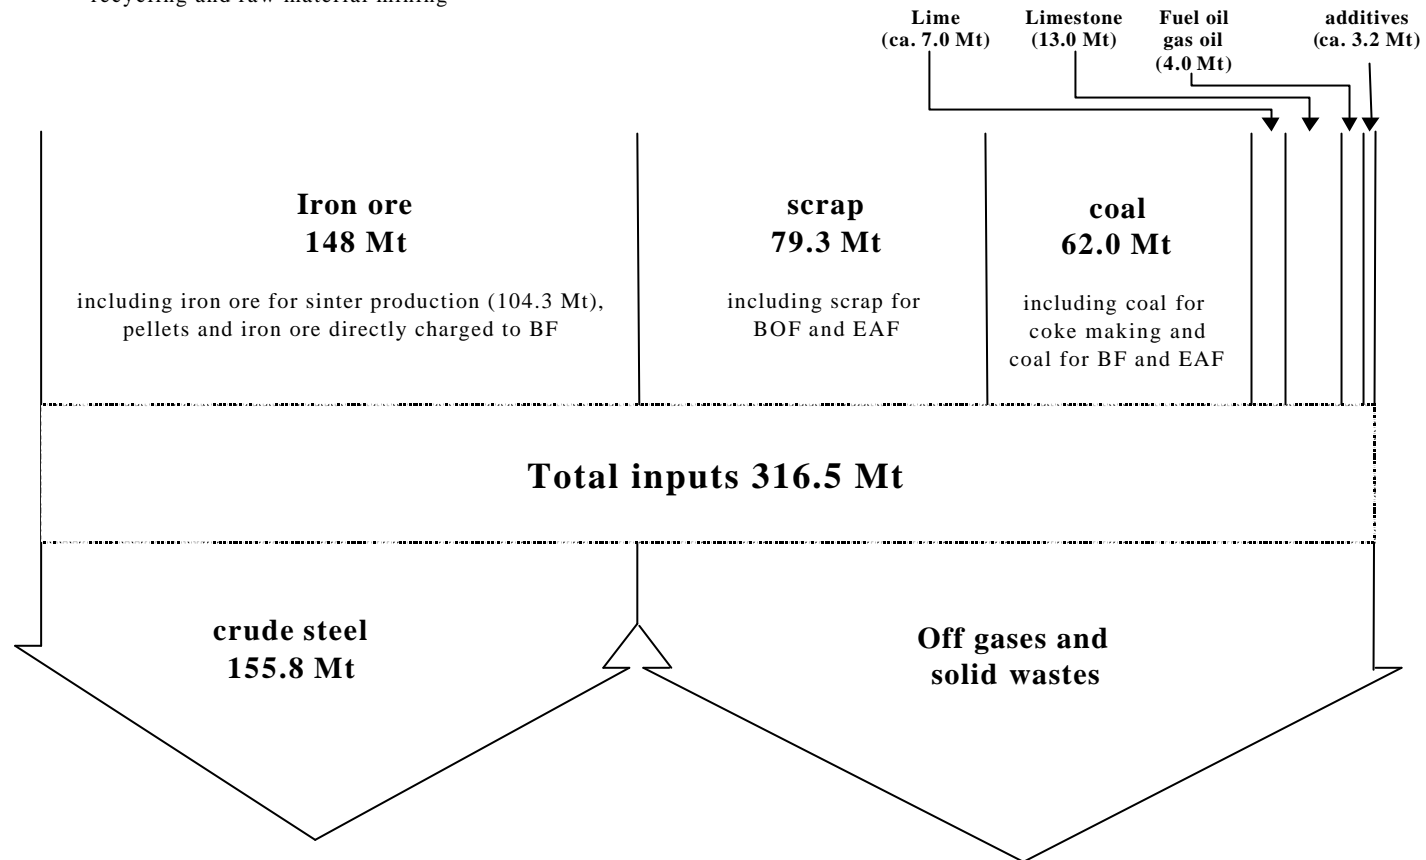 recycling and raw material mining
Lime
(ca. 7.0 Mt)
Limestone
(13.0 Mt)
Fuel oil
gas oil
(4.0 Mt)
additives
(ca. 3.2 Mt)
Iron ore
148 Mt
including iron ore for sinter production (104.3 Mt),
pellets and iron ore directly charged to BF
scrap
79.3 Mt
including scrap for
BOF and EAF
coal
62.0 Mt
including coal for
coke making and
coal for BF and EAF
Total inputs 316.5 Mt
crude steel
155.8 Mt
Off gases and
solid wastes